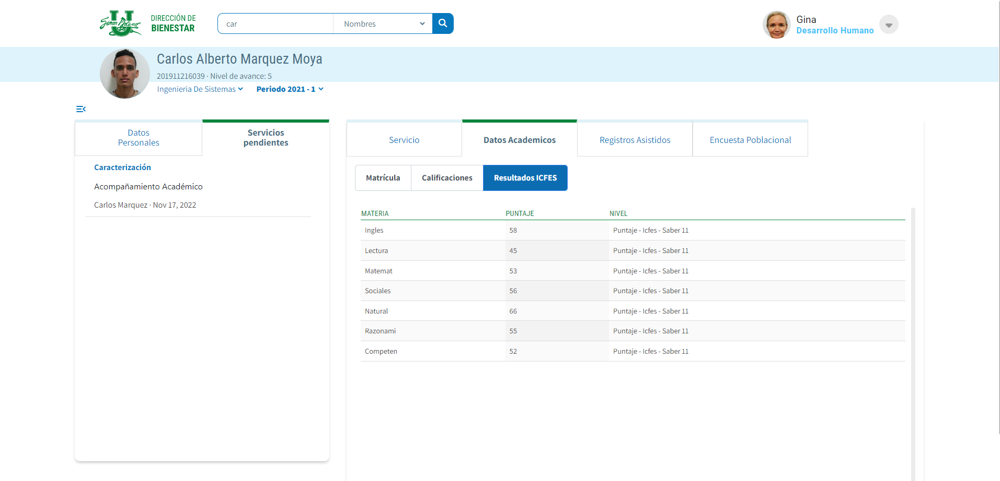 Simon Bolivar
DIRECCIÓN DE
BIENESTAR
car
Nombres
Gina
Desarrollo Humano
Carlos Alberto Marquez Moya
201911216039 · Nivel de avance: 5
Ingenieria De Sistemas
Periodo 2021 - 1
Datos
Personales
Servicios
pendientes
Caracterización
Acompañamiento Académico
Carlos Marquez · Nov 17, 2022
Servicio
Datos Academicos
Registros Asistidos
Encuesta Poblacional
Matrícula
Calificaciones
Resultados ICFES
MATERIA PUNTAJE NIVEL
Ingles 58 Puntaje - Icfes - Saber 11
Lectura 45 Puntaje - Icfes - Saber 11
Matemat 53 Puntaje - Icfes - Saber 11
Sociales 56 Puntaje - Icfes - Saber 11
Natural 66 Puntaje - Icfes - Saber 11
Razonami 55 Puntaje - Icfes - Saber 11
Competen 52 Puntaje - Icfes - Saber 11